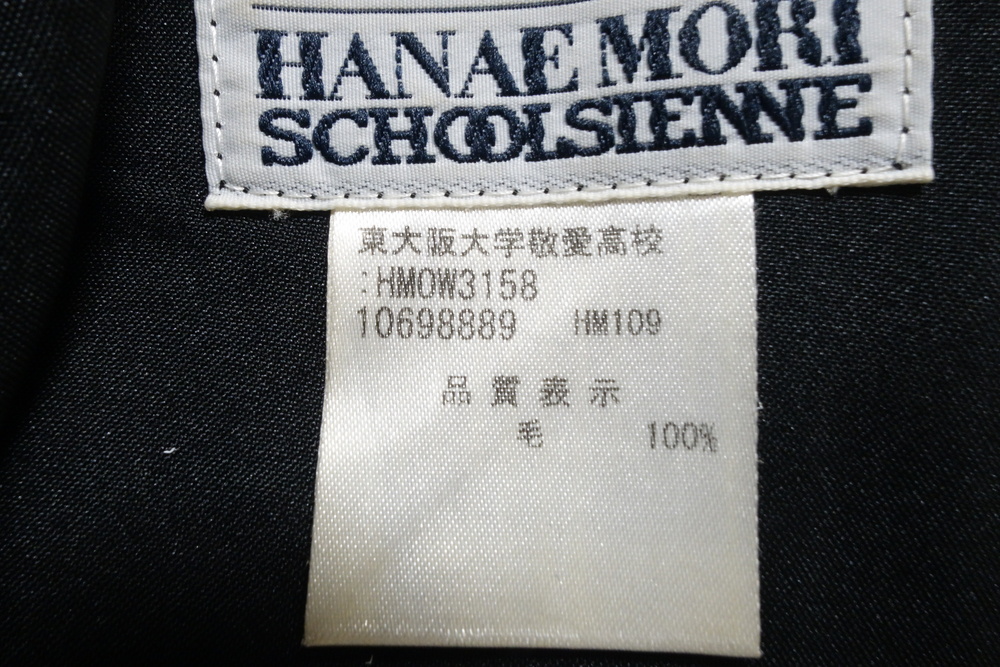 HANAE MORI
SCHOOLSIENNE
東大阪大学敬愛高校
:HMOW3158
10698889 HM109
品質表示
毛 100%